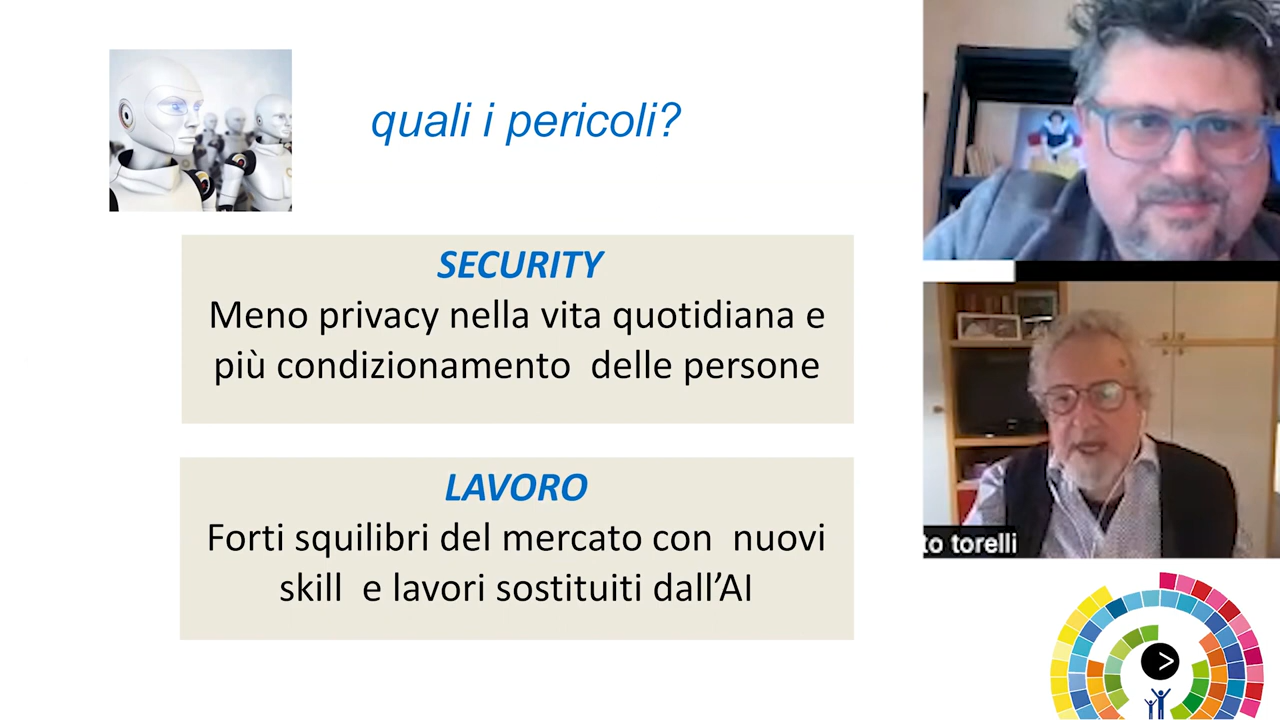 quali i pericoli?
SECURITY
Meno privacy nella vita quotidiana e
più condizionamento delle persone
LAVORO
Forti squilibri del mercato con nuovi
skill e lavori sostituiti dall'AI
to torelli
>